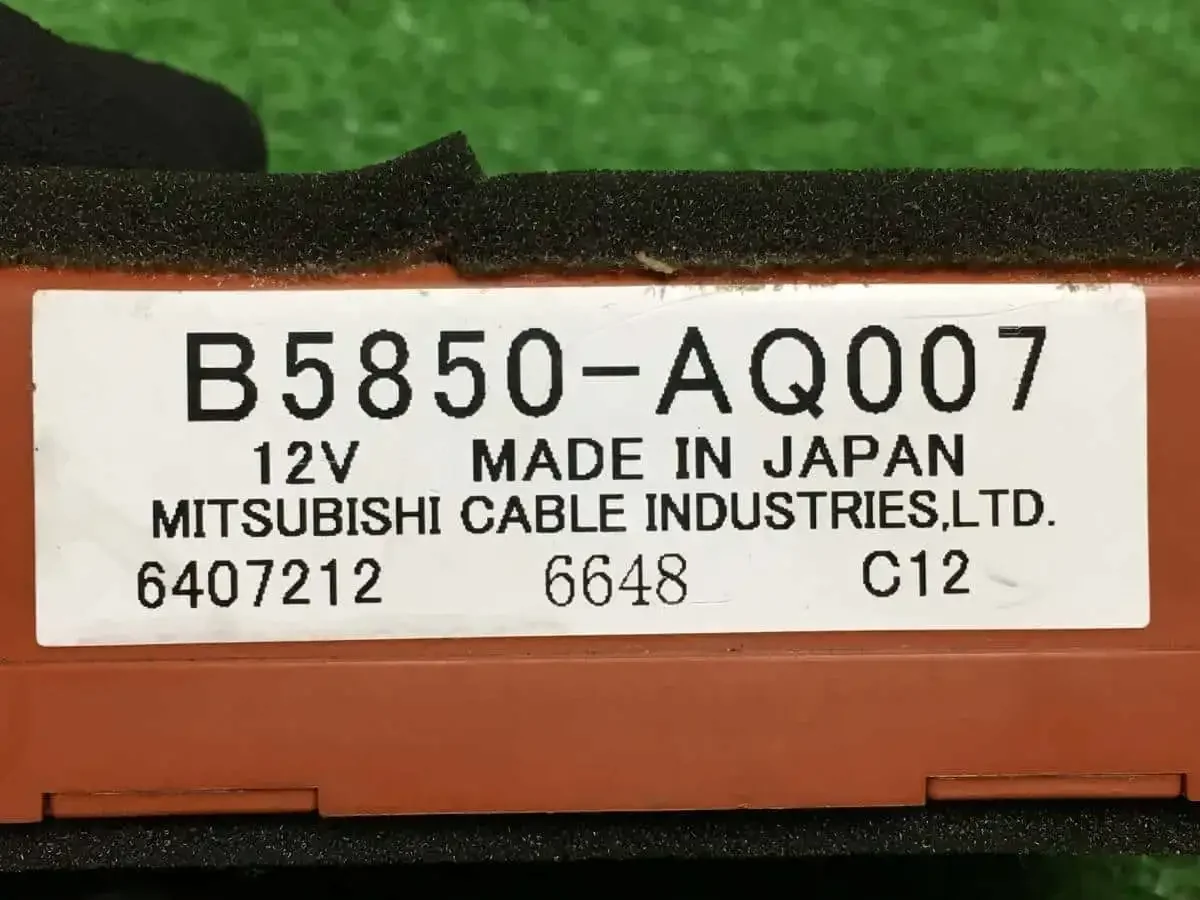 B5850-AQ007
12V MADE IN JAPAN
MITSUBISHI CABLE INDUSTRIES,LTD.
6407212 6648 C12